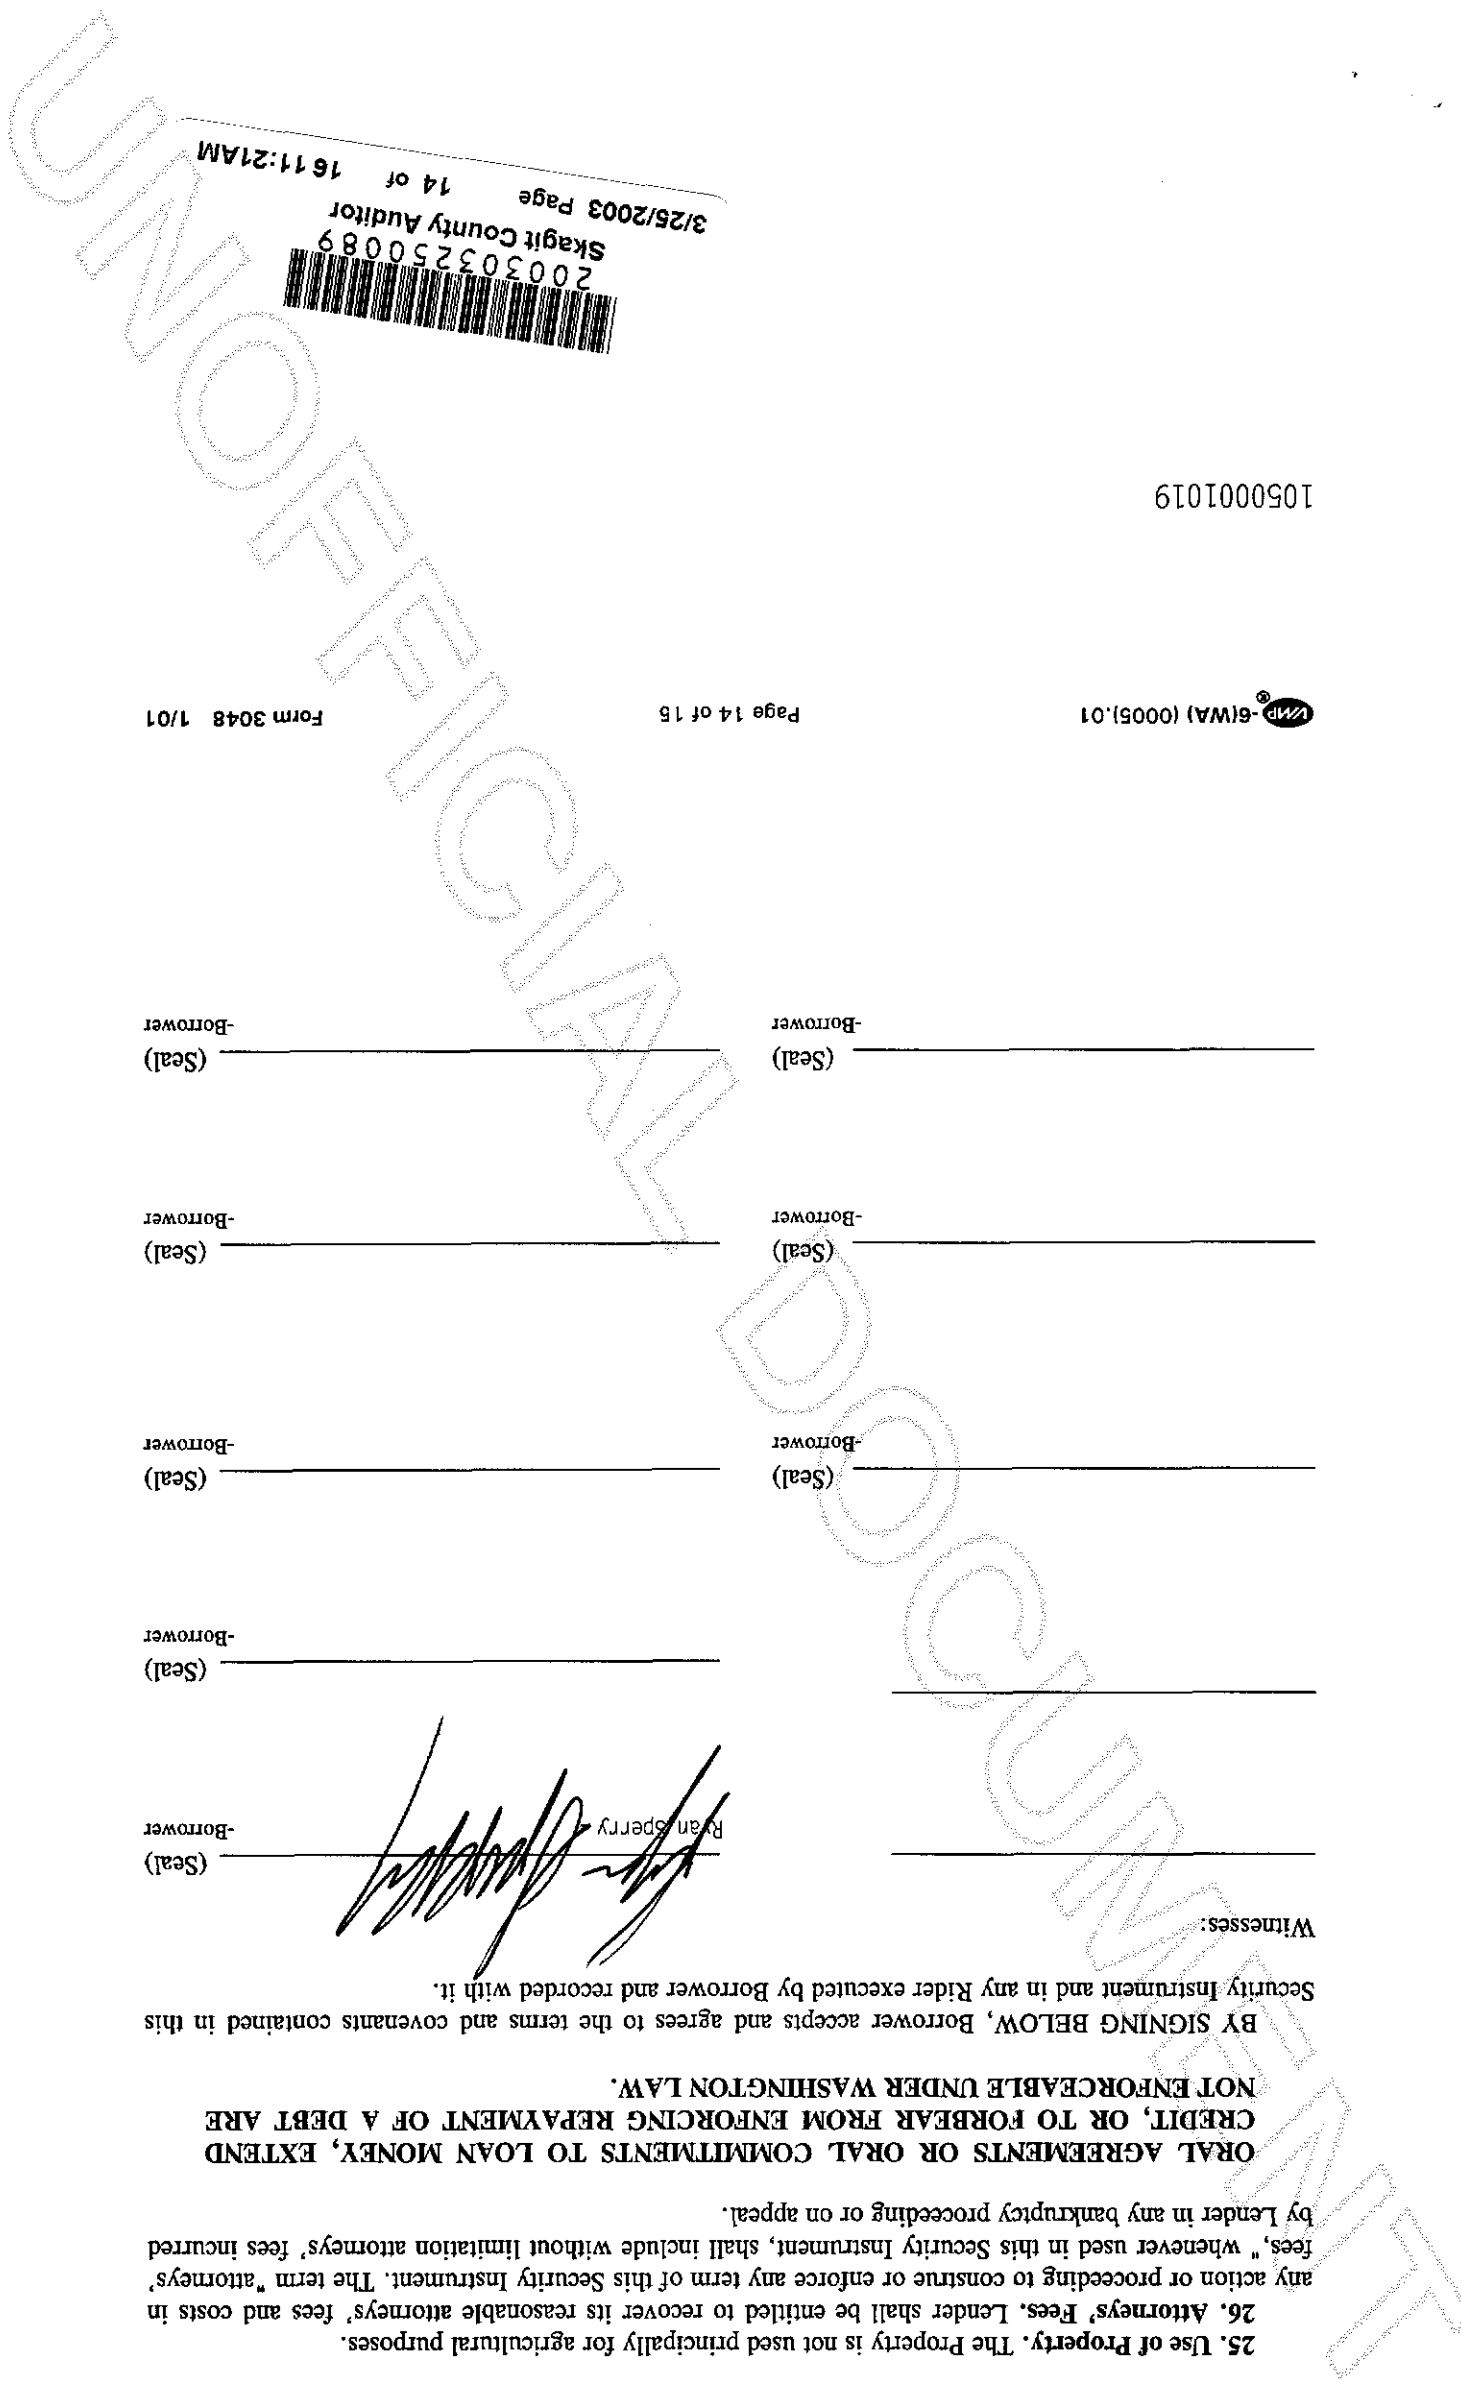 25. Use of Property. The Property is not used principally for agricultural purposes.
26. Attorneys' Fees. Lender shall be entitled to recover its reasonable attorneys' fees and costs in
any action or proceeding to construe or enforce any term of this Security Instrument. The term "attorneys'
fees," whenever used in this Security Instrument, shall include without limitation attorneys' fees incurred
by Lender in any bankruptcy proceeding or on appeal.
ORAL AGREEMENTS OR ORAL COMMITMENTS TO LOAN MONEY, EXTEND
CREDIT, OR TO FORBEAR FROM ENFORCING REPAYMENT OF A DEBT ARE
NOT ENFORCEABLE UNDER WASHINGTON LAW.
BY SIGNING BELOW, Borrower accepts and agrees to the terms and covenants contained in this
Security Instrument and in any Rider executed by Borrower and recorded with it.
Witnesses:
(Seal)
Ryan Sperry -Borrower
(Seal)
-Borrower
(Seal) (Seal)
-Borrower -Borrower
(Seal) (Seal)
-Borrower -Borrower
(Seal) (Seal)
-Borrower -Borrower
VMP®-6(WA) (0005).01 Page 14 of 15 Form 3048 1/01
1050001019
200303250089
Skagit County Auditor
3/25/2003 Page 14 of 16 11:21AM
UNOFFICIAL DOCUMENT